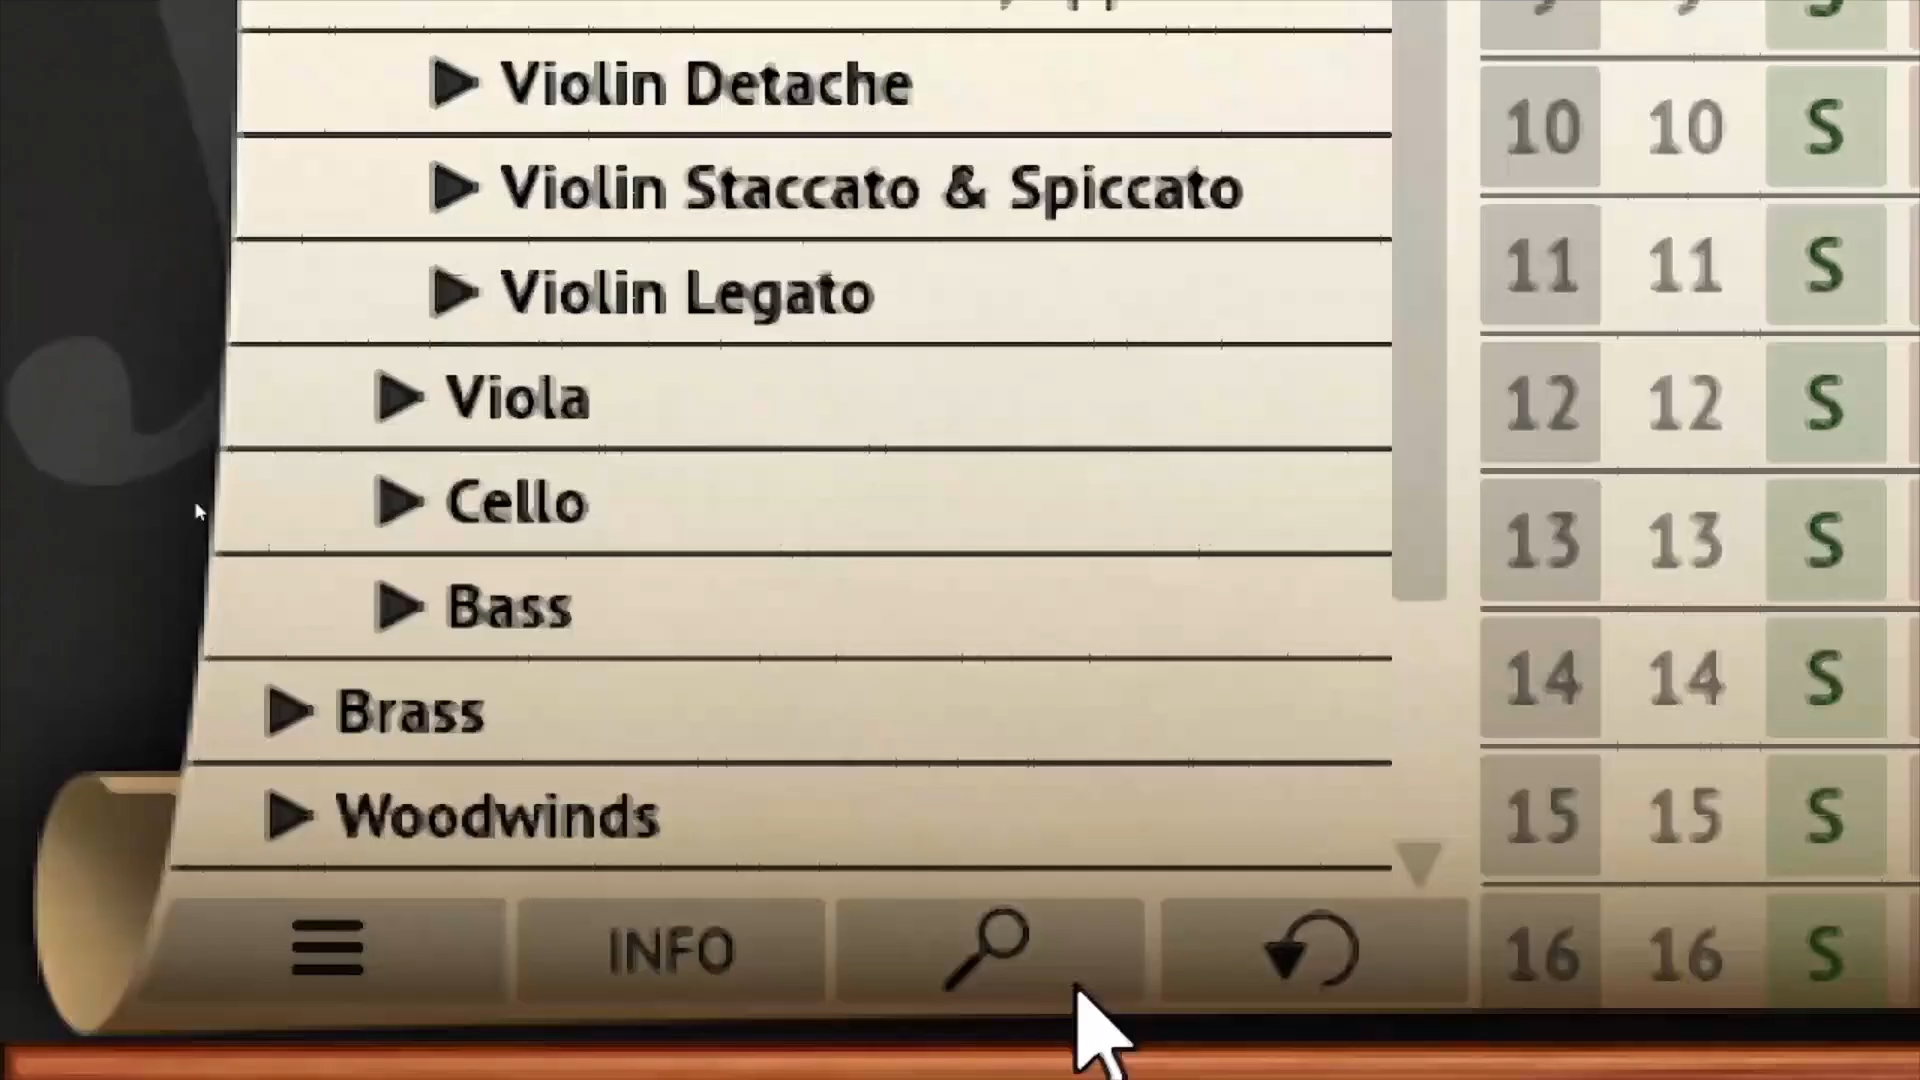 Violin Detache
10 10 S
Violin Staccato & Spiccato
11 11 S
Violin Legato
12 12 S
Viola
Cello
13 13 S
Bass
14 14 S
Brass
15 15 S
Woodwinds
INFO
16 16 S